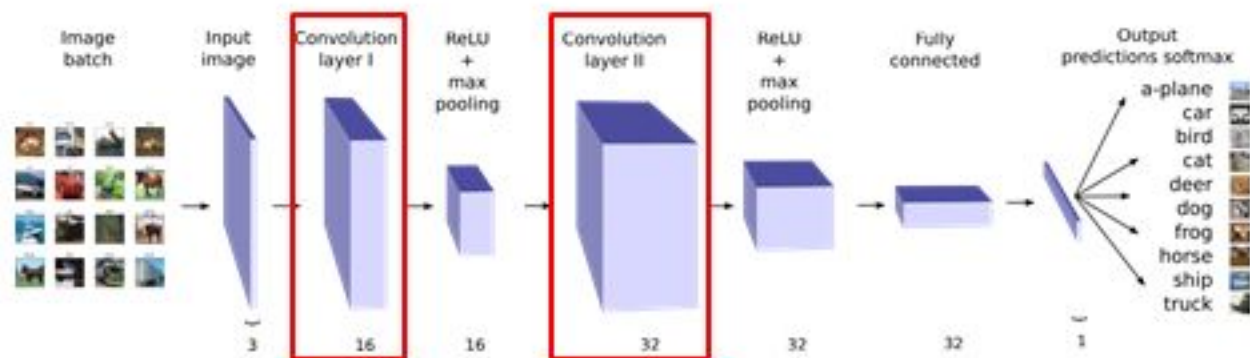 Image
batch
Input
image
Convolution
layer I
ReLU
+
max
pooling
Convolution
layer II
ReLU
+
max
pooling
Fully
connected
Output
predictions softmax
a-plane
car
bird
cat
deer
dog
frog
horse
ship
truck
3
16
16
32
32
32
1